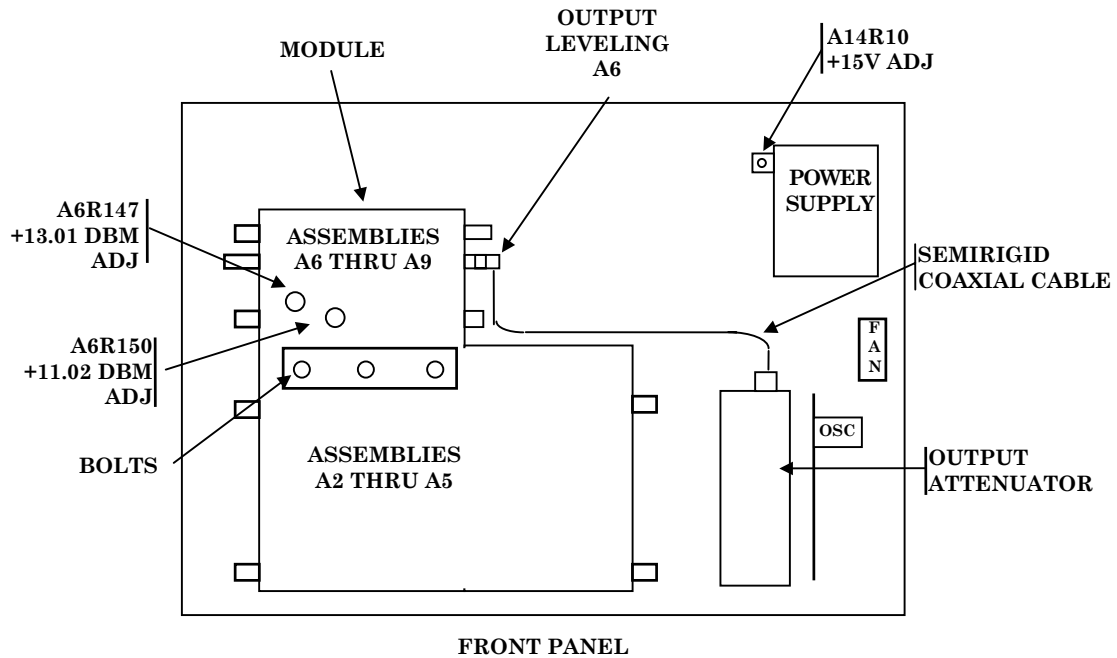 OUTPUT
LEVELING
A6
MODULE
A14R10
+15V ADJ
POWER
SUPPLY
A6R147
+13.01 DBM
ADJ
ASSEMBLIES
A6 THRU A9
SEMIRIGID
COAXIAL CABLE
FAN
A6R150
+11.02 DBM
ADJ
OSC
BOLTS
ASSEMBLIES
A2 THRU A5
OUTPUT
ATTENUATOR
FRONT PANEL